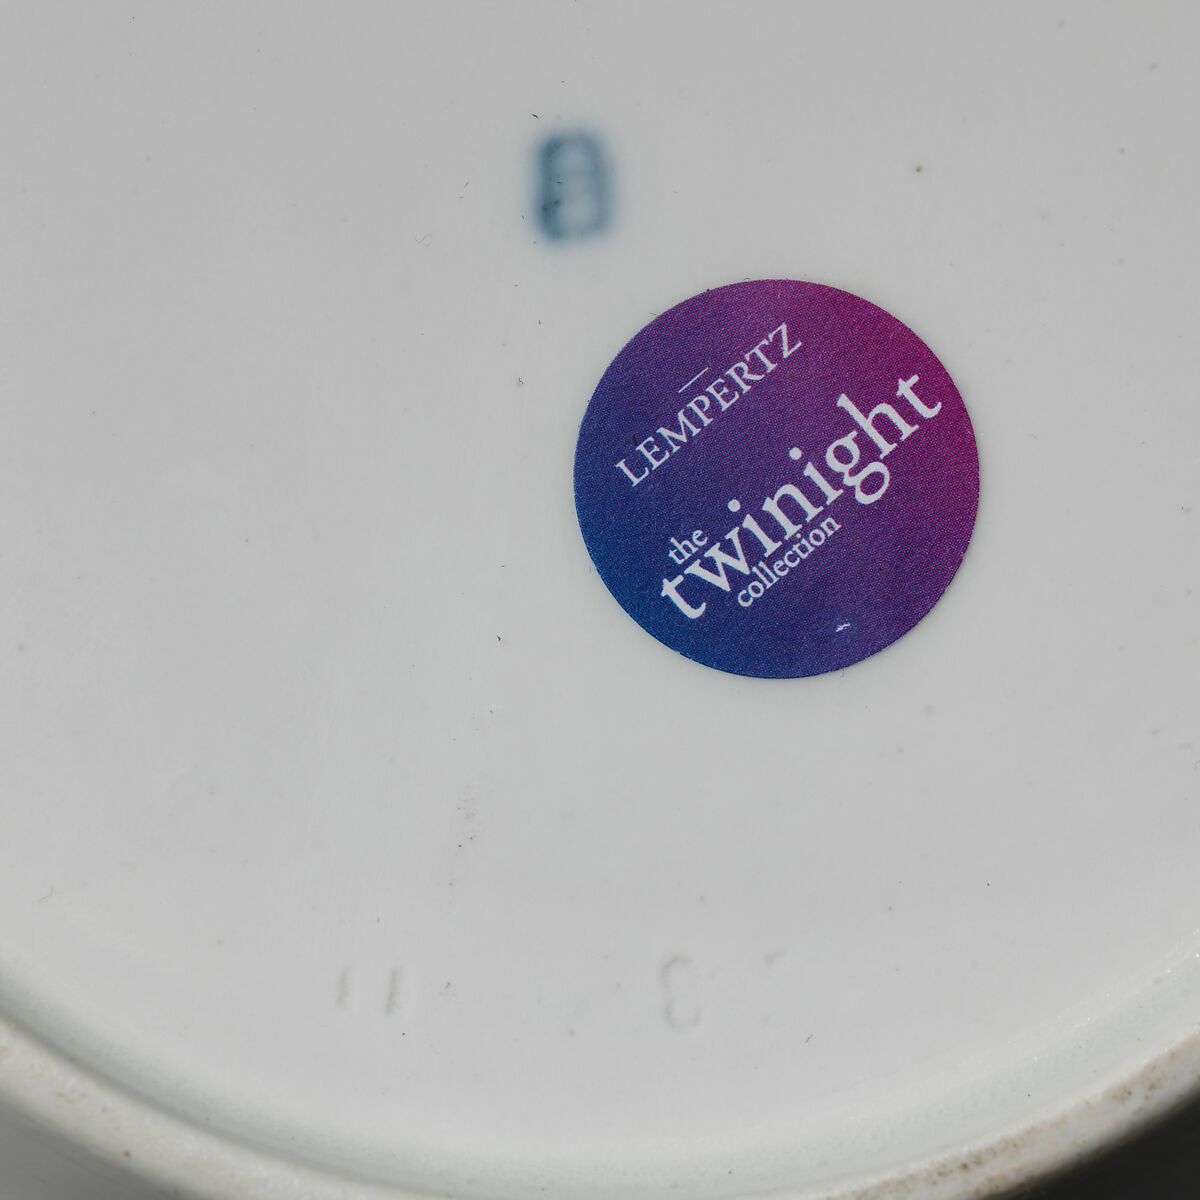 LEMPERTZ
the
twinight
collection